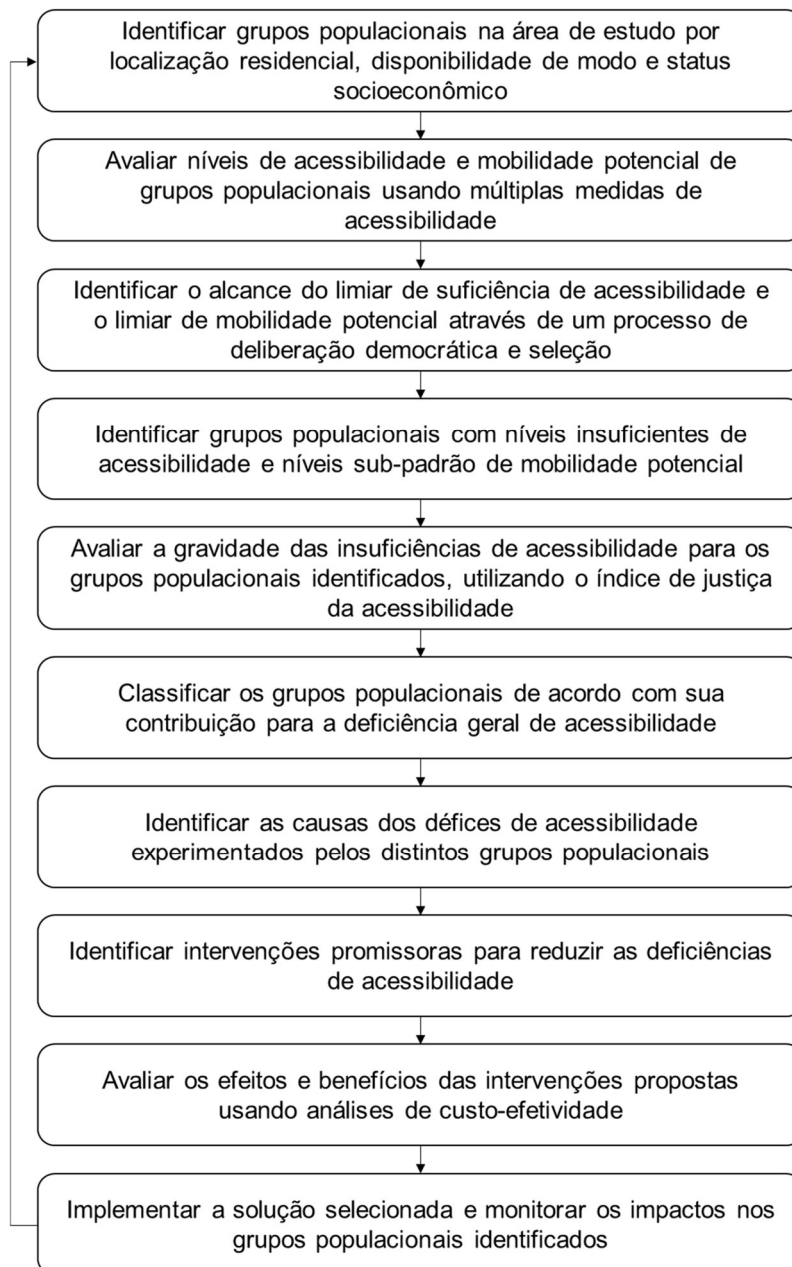 Identificar grupos populacionais na área de estudo por
localização residencial, disponibilidade de modo e status
socioeconômico
Avaliar níveis de acessibilidade e mobilidade potencial de
grupos populacionais usando múltiplas medidas de
acessibilidade
Identificar o alcance do limiar de suficiência de acessibilidade e
o limiar de mobilidade potencial através de um processo de
deliberação democrática e seleção
Identificar grupos populacionais com níveis insuficientes de
acessibilidade e níveis sub-padrão de mobilidade potencial
Avaliar a gravidade das insuficiências de acessibilidade para os
grupos populacionais identificados, utilizando o índice de justiça
da acessibilidade
Classificar os grupos populacionais de acordo com sua
contribuição para a deficiência geral de acessibilidade
Identificar as causas dos défices de acessibilidade
experimentados pelos distintos grupos populacionais
Identificar intervenções promissoras para reduzir as deficiências
de acessibilidade
Avaliar os efeitos e benefícios das intervenções propostas
usando análises de custo-efetividade
Implementar a solução selecionada e monitorar os impactos nos
grupos populacionais identificados